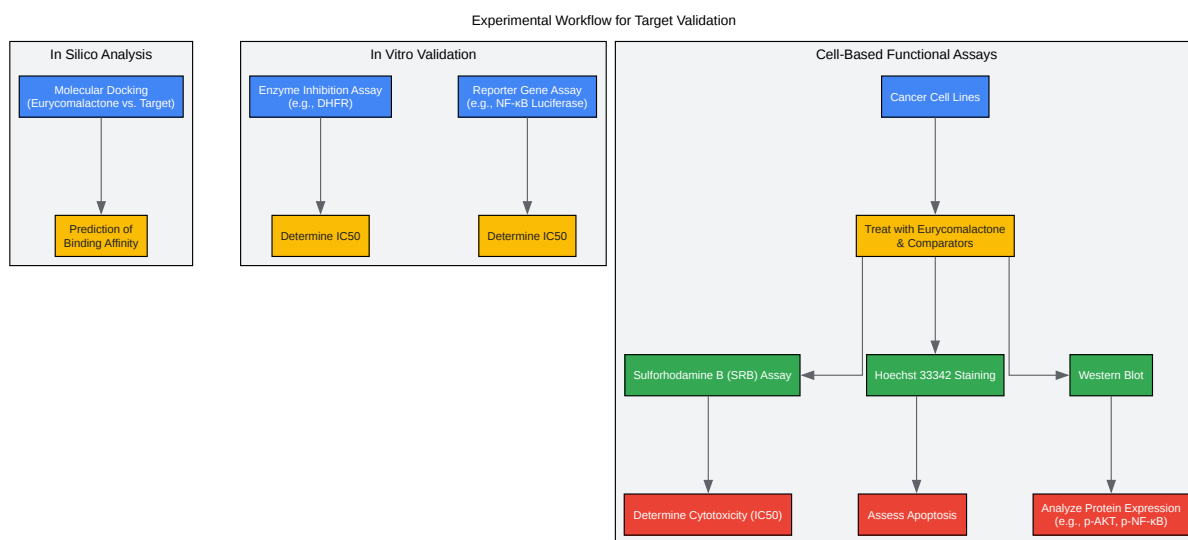 Experimental Workflow for Target Validation
In Silico Analysis
Molecular Docking
(Eurycomalactone vs. Target)
Prediction of
Binding Affinity
In Vitro Validation
Enzyme Inhibition Assay
(e.g., DHFR)
Reporter Gene Assay
(e.g., NF-κB Luciferase)
Determine IC50
Determine IC50
Cell-Based Functional Assays
Cancer Cell Lines
Treat with Eurycomalactone
& Comparators
Sulforhodamine B (SRB) Assay
Hoechst 33342 Staining
Western Blot
Determine Cytotoxicity (IC50)
Assess Apoptosis
Analyze Protein Expression
(e.g., p-AKT, p-NF-κB)